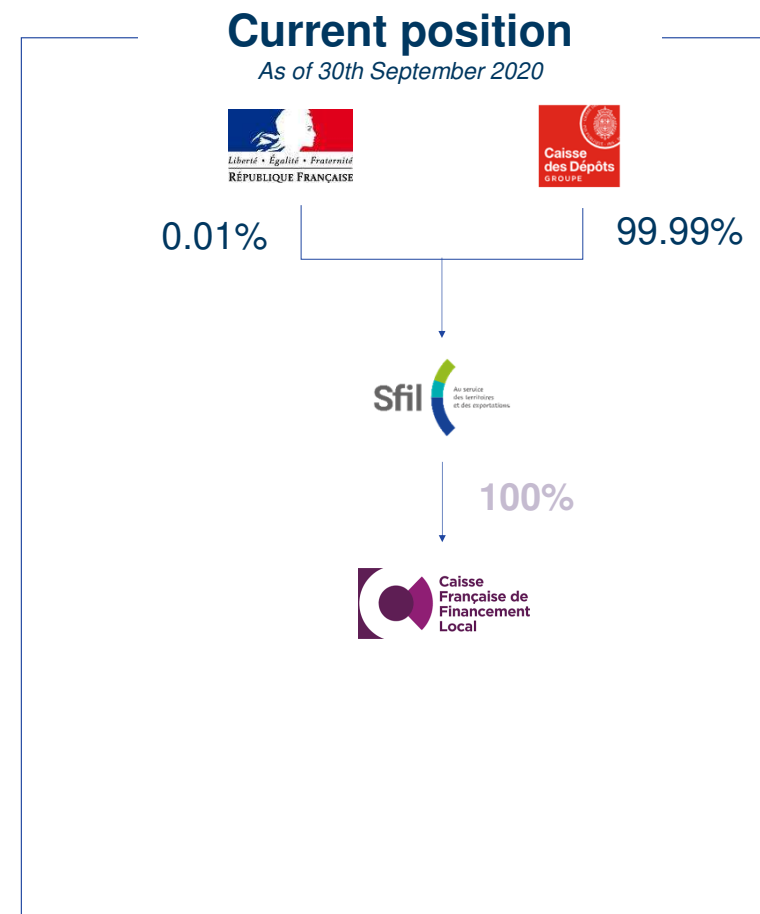 Current position
As of 30th September 2020
Liberté • Égalité • Fraternité
RÉPUBLIQUE FRANÇAISE
Caisse
des Dépôts
GROUPE
0.01%
99.99%
Sfil
Au service
des territoires
et des exportations
100%
Caisse
Française de
Financement
Local